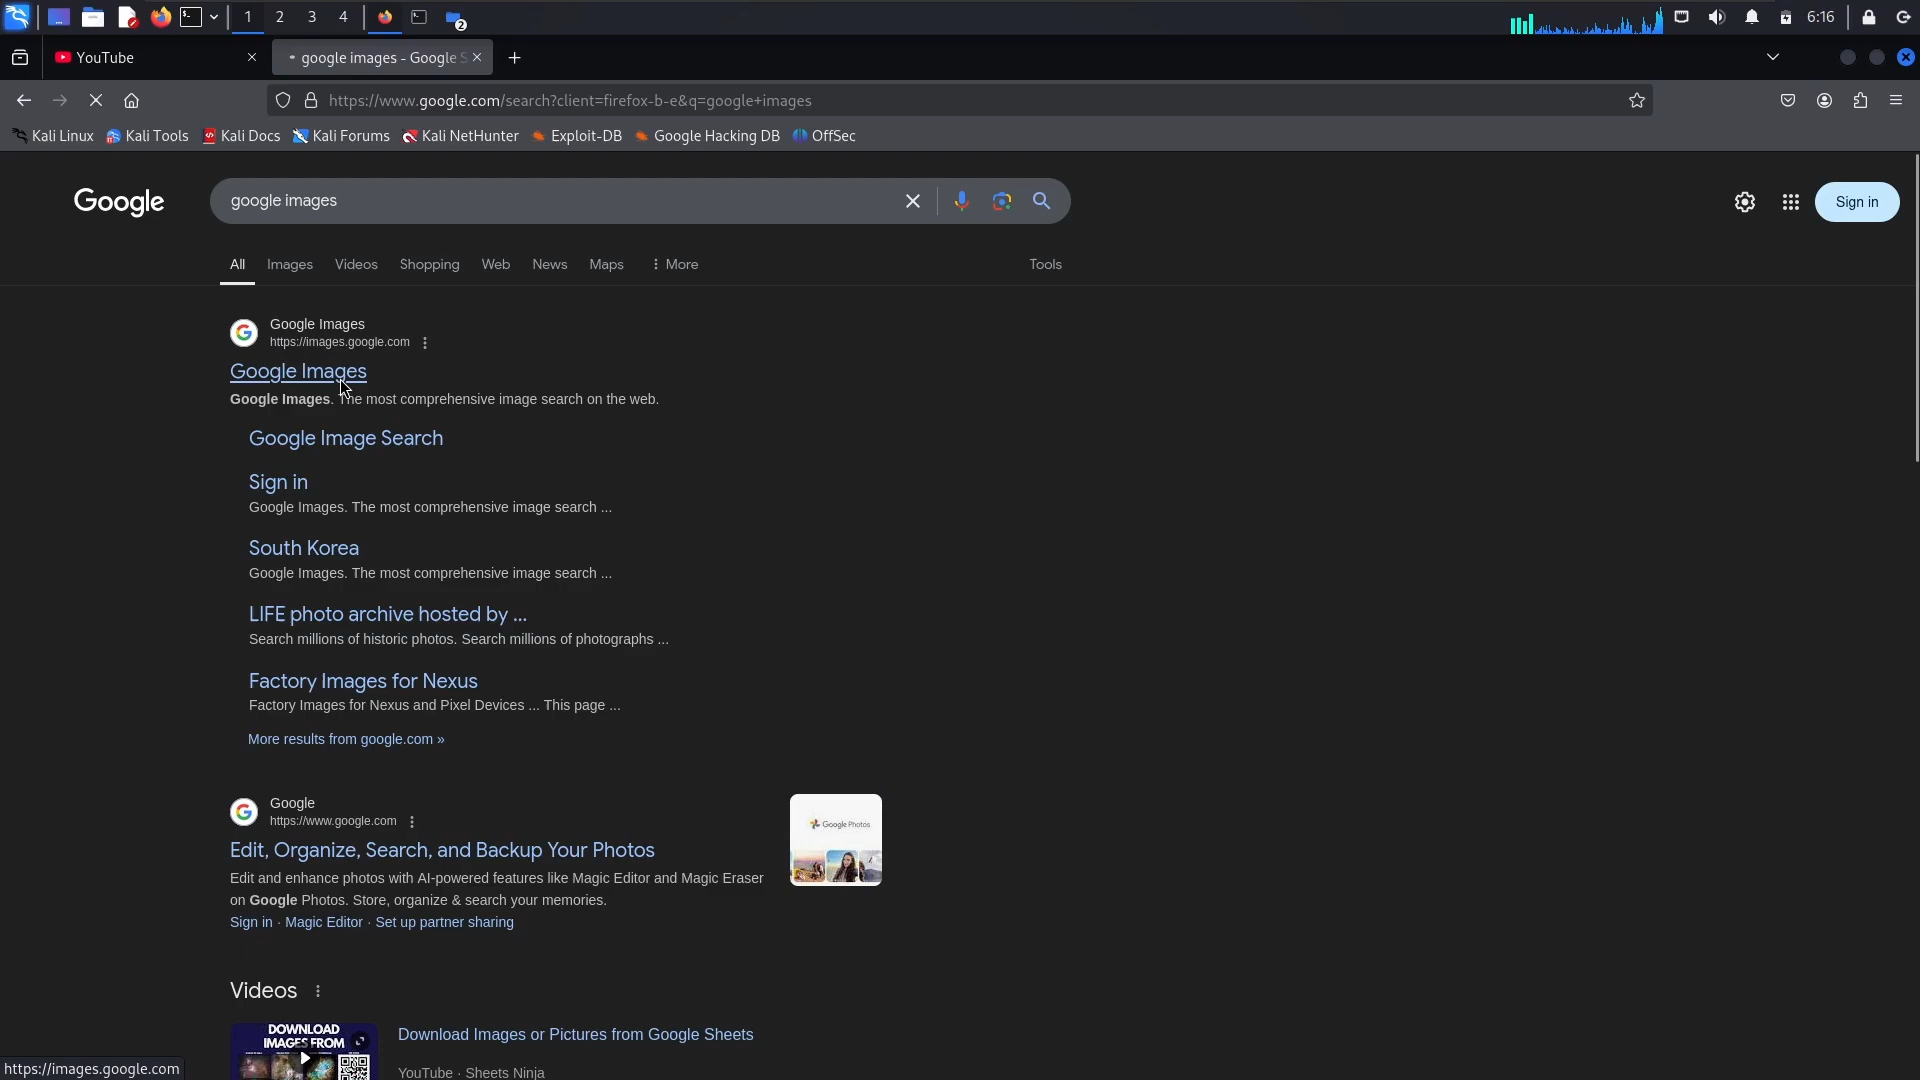 1 2 3 4 2 6:16
YouTube google images - Google S
https://www.google.com/search?client=firefox-b-e&q=google+images
Kali Linux Kali Tools Kali Docs Kali Forums Kali NetHunter Exploit-DB Google Hacking DB OffSec
Google google images Sign in
All Images Videos Shopping Web News Maps More Tools
Google Images
https://images.google.com
Google Images
Google Images. The most comprehensive image search on the web.
Google Image Search
Sign in
Google Images. The most comprehensive image search ...
South Korea
Google Images. The most comprehensive image search ...
LIFE photo archive hosted by ...
Search millions of historic photos. Search millions of photographs ...
Factory Images for Nexus
Factory Images for Nexus and Pixel Devices ... This page ...
More results from google.com »
Google
https://www.google.com
Google Photos
Edit, Organize, Search, and Backup Your Photos
Edit and enhance photos with AI-powered features like Magic Editor and Magic Eraser
on Google Photos. Store, organize & search your memories.
Sign in · Magic Editor · Set up partner sharing
Videos
DOWNLOAD
IMAGES FROM
Download Images or Pictures from Google Sheets
YouTube · Sheets Ninja
https://images.google.com